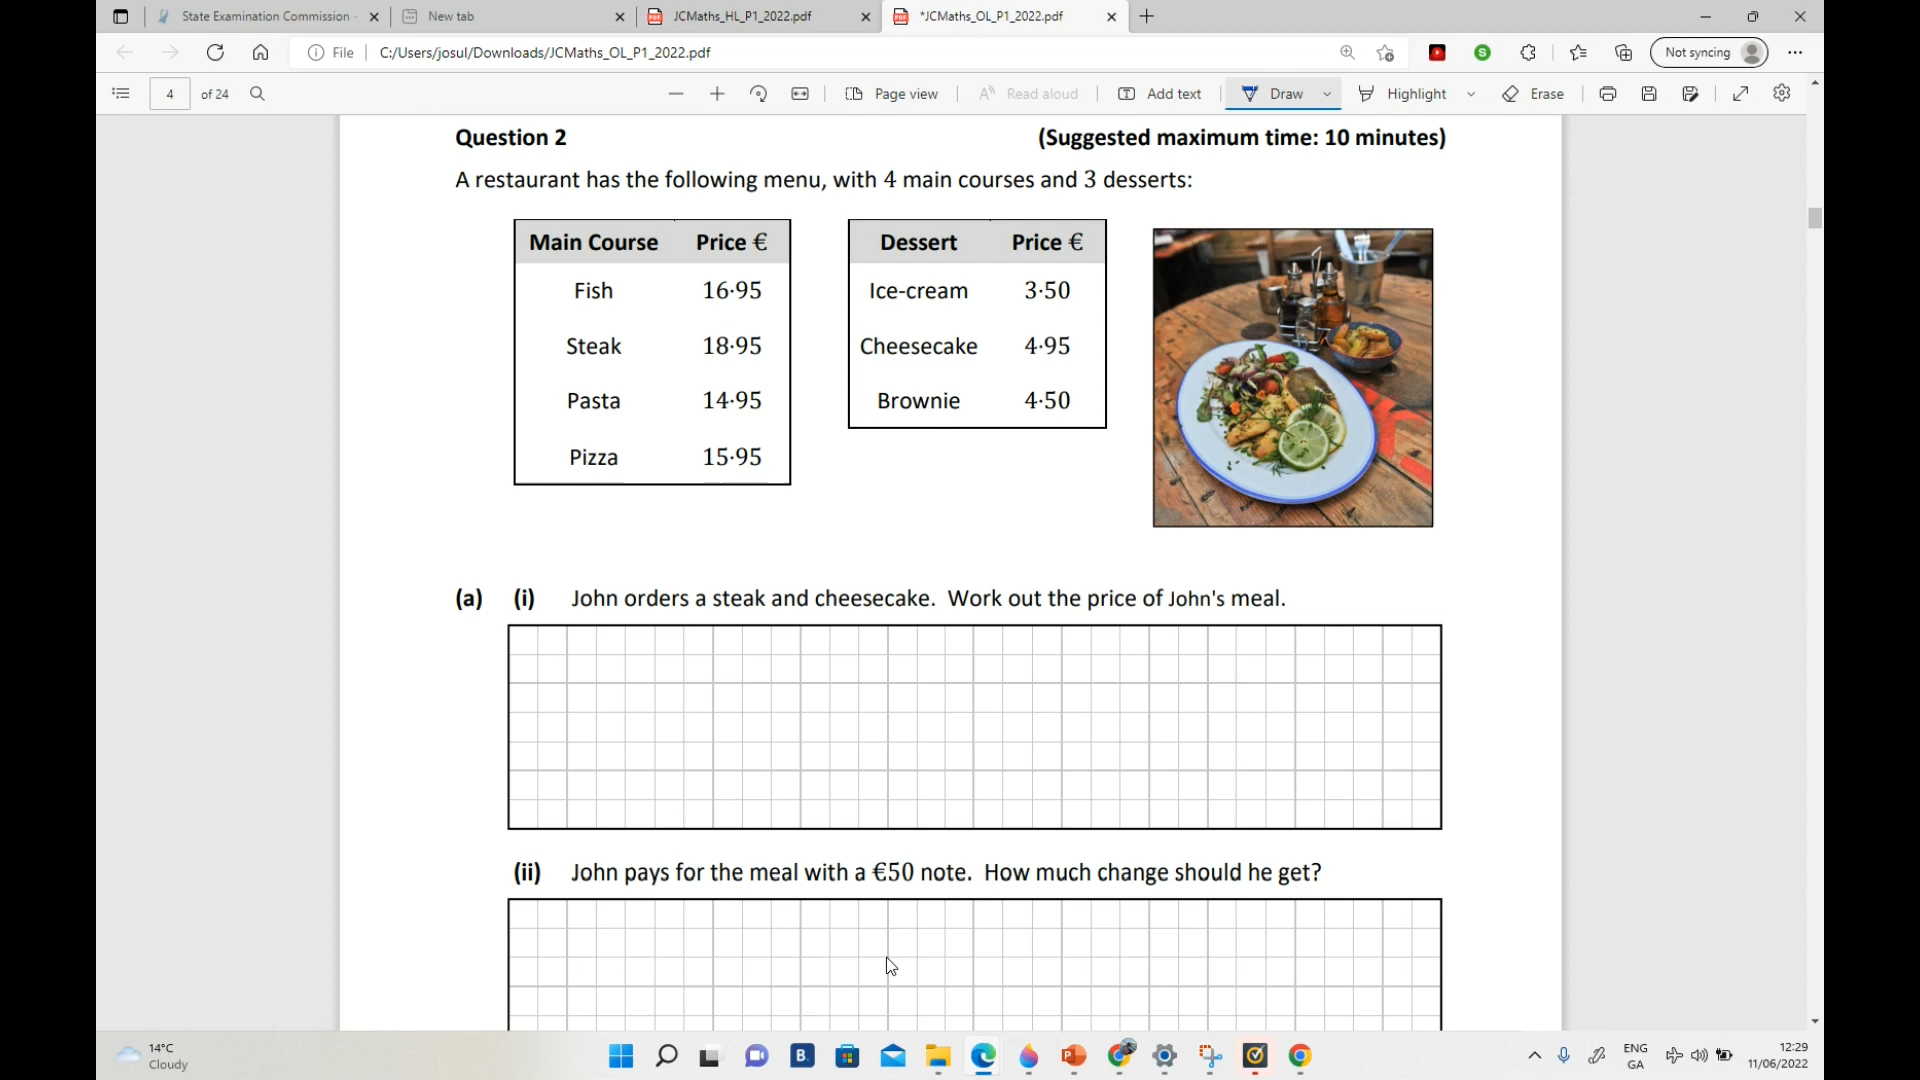 State Examination Commission -
New tab
JCMaths_HL_P1_2022.pdf
*JCMaths_OL_P1_2022.pdf
File
C:/Users/josul/Downloads/JCMaths_OL_P1_2022.pdf
Not syncing
4 of 24
Page view
Read aloud
Add text
Draw
Highlight
Erase
Question 2 (Suggested maximum time: 10 minutes)
A restaurant has the following menu, with 4 main courses and 3 desserts:
Main Course Price €
Fish 16·95
Steak 18·95
Pasta 14·95
Pizza 15·95
Dessert Price €
Ice-cream 3·50
Cheesecake 4·95
Brownie 4·50
(a) (i) John orders a steak and cheesecake. Work out the price of John's meal.
(ii) John pays for the meal with a €50 note. How much change should he get?
14°C
Cloudy
B.
ENG
GA
12:29
11/06/2022